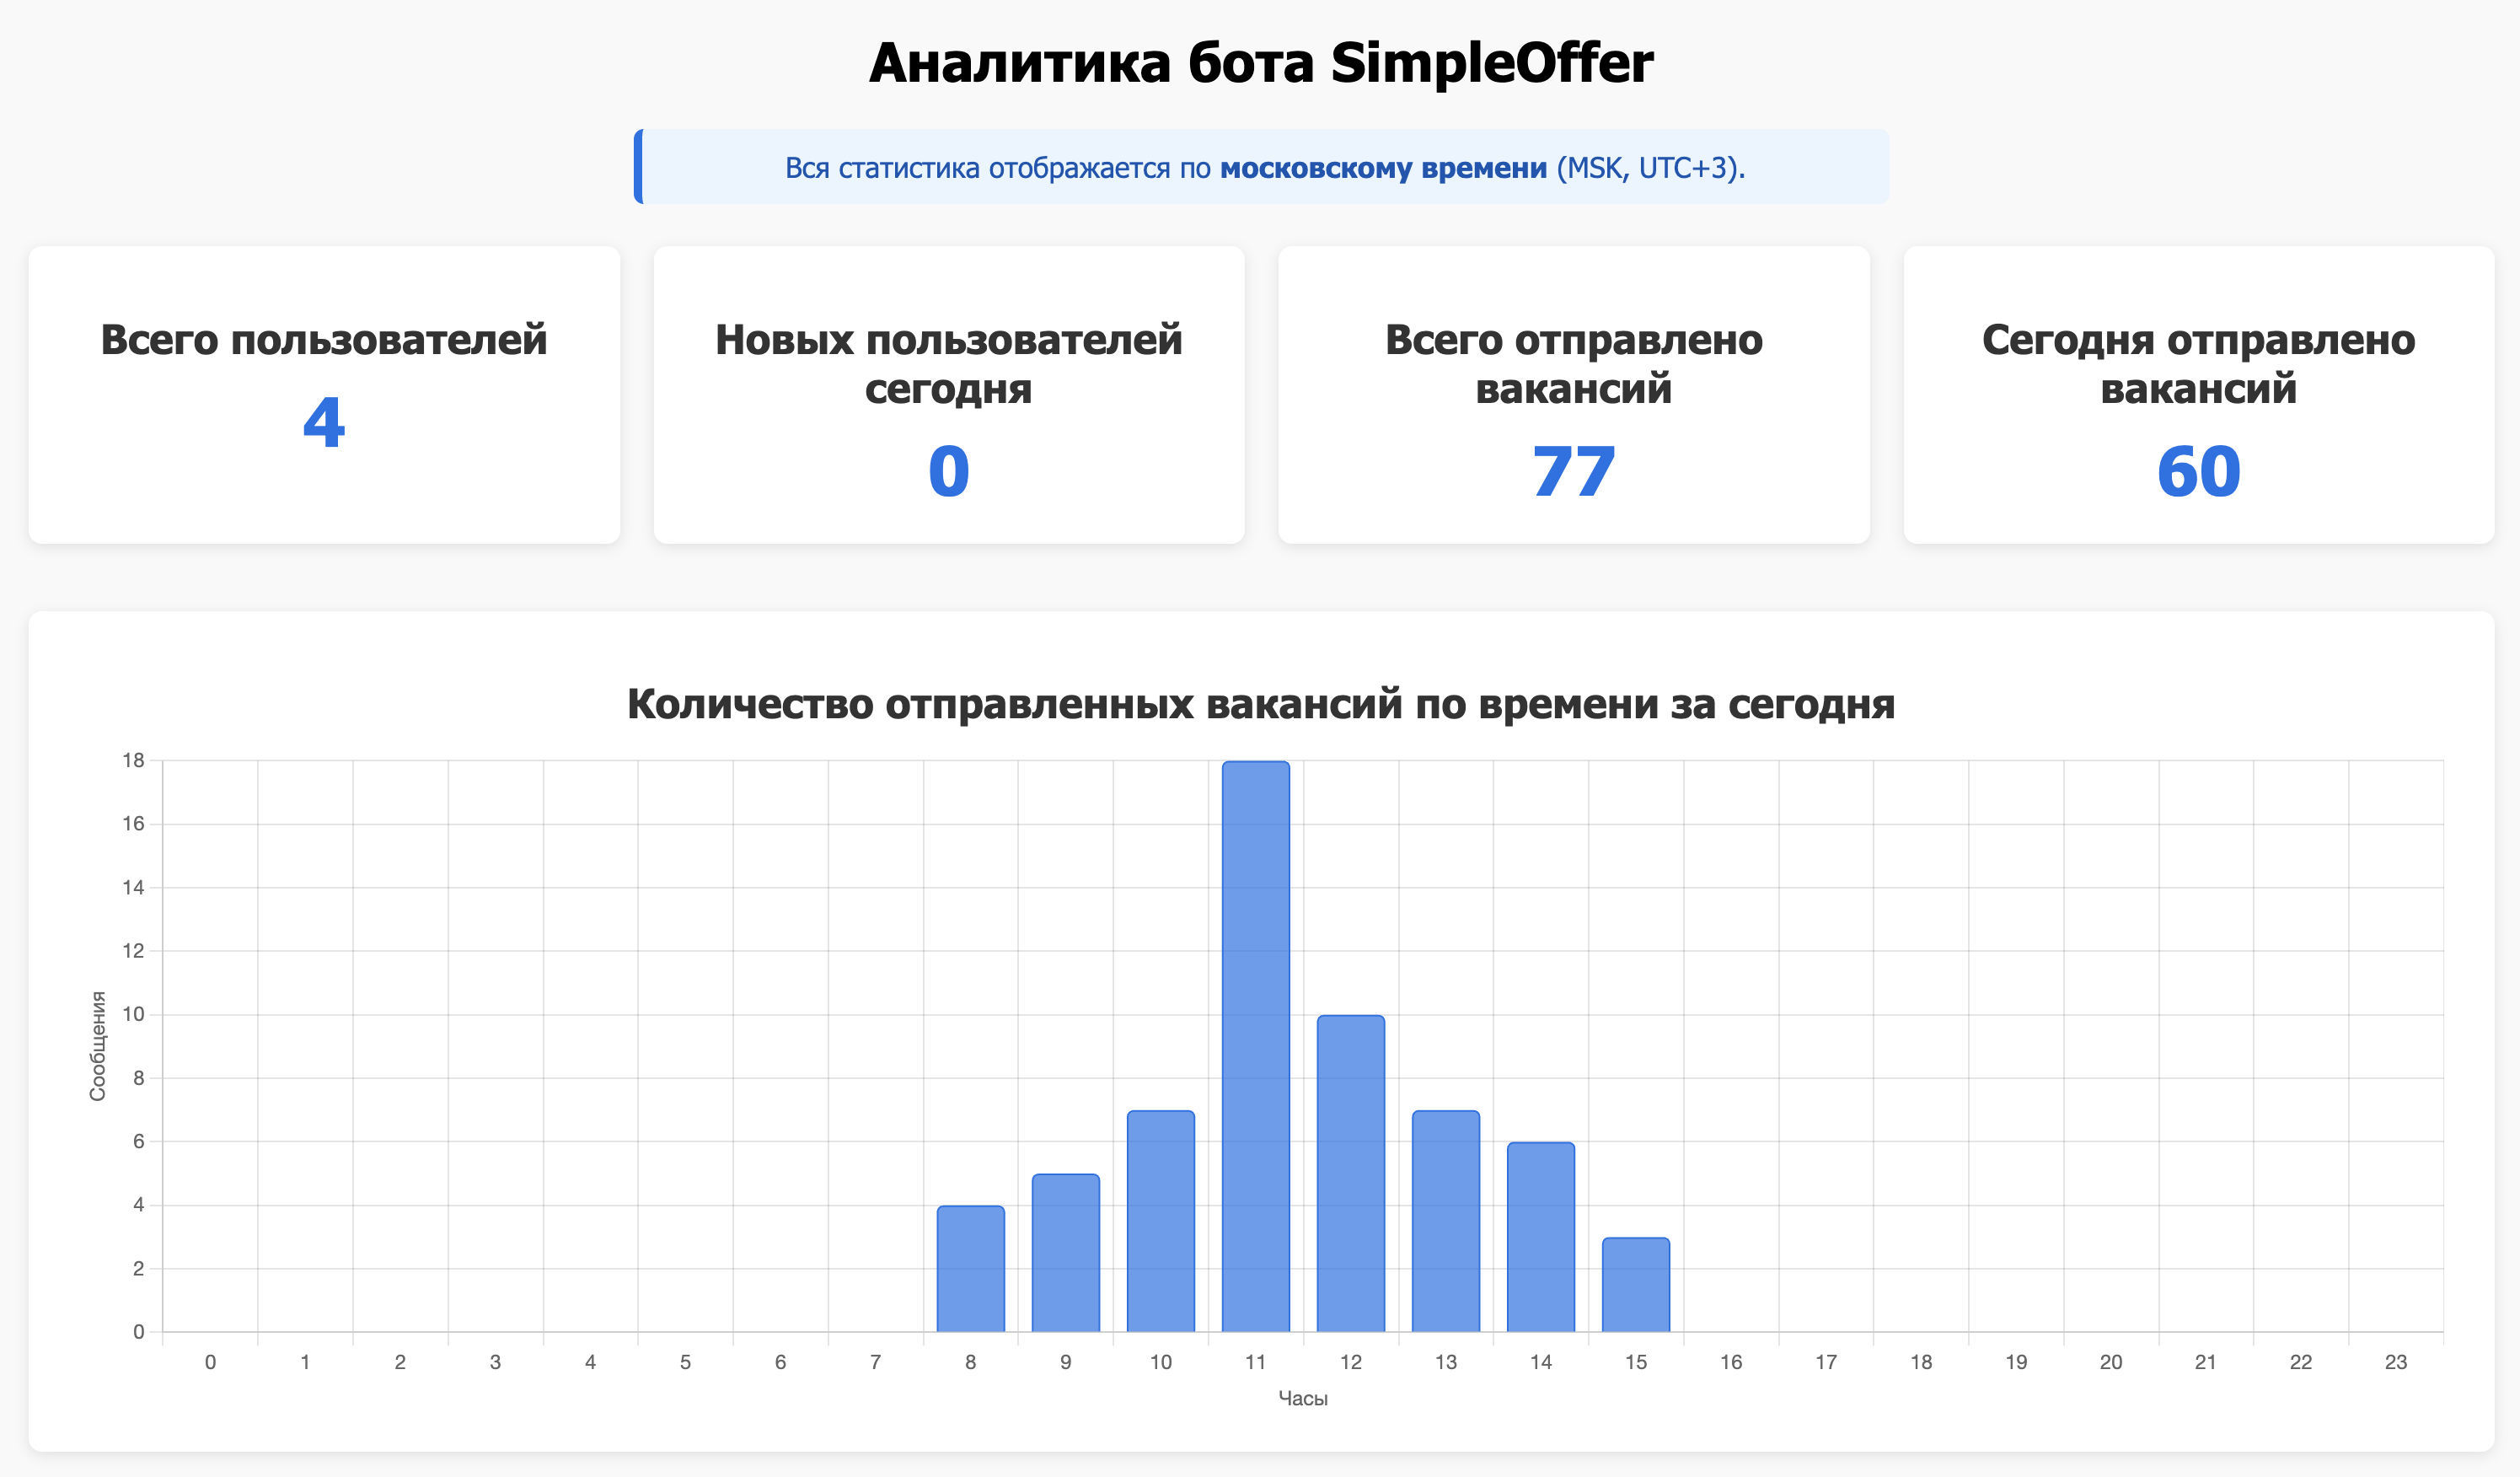 Аналитика бота SimpleOffer
Вся статистика отображается по московскому времени (MSK, UTC+3).
Всего пользователей
4
Новых пользователей
сегодня
0
Всего отправлено
вакансий
77
Сегодня отправлено
вакансий
60
Количество отправленных вакансий по времени за сегодня
18
16
14
12
10
8
6
4
2
0
Сообщения
0 1 2 3 4 5 6 7 8 9 10 11 12 13 14 15 16 17 18 19 20 21 22 23
Часы